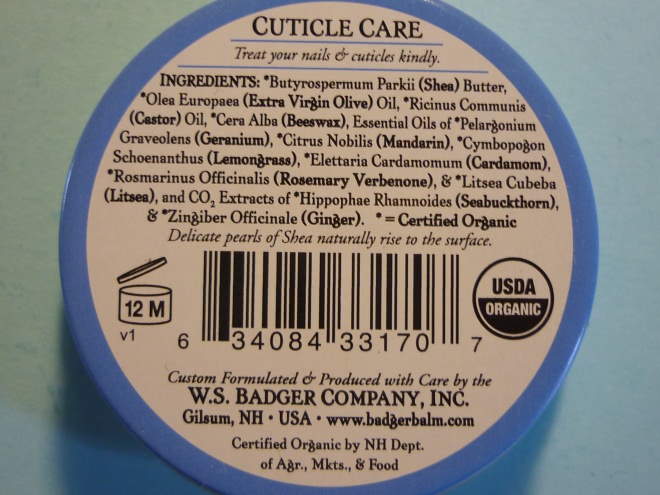 CUTICLE CARE
Treat your nails & cuticles kindly.
INGREDIENTS: *Butyrospermum Parkii (Shea) Butter,
*Olea Europaea (Extra Virgin Olive) Oil, *Ricinus Communis
(Castor) Oil, *Cera Alba (Beeswax), Essential Oils of *Pelargonium
Graveolens (Geranium), *Citrus Nobilis (Mandarin), *Cymbopogon
Schoenanthus (Lemongrass), *Elettaria Cardamomum (Cardamom),
*Rosmarinus Officinalis (Rosemary Verbenone), & *Litsea Cubeba
(Litsea), and CO₂ Extracts of *Hippophae Rhamnoides (Seabuckthorn),
& *Zingiber Officinale (Ginger). * = Certified Organic
Delicate pearls of Shea naturally rise to the surface.
12 M
v1
6 34084 33170 7
USDA
ORGANIC
Custom Formulated & Produced with Care by the
W.S. BADGER COMPANY, INC.
Gilsum, NH · USA · www.badgerbalm.com
Certified Organic by NH Dept.
of Agr., Mkts., & Food